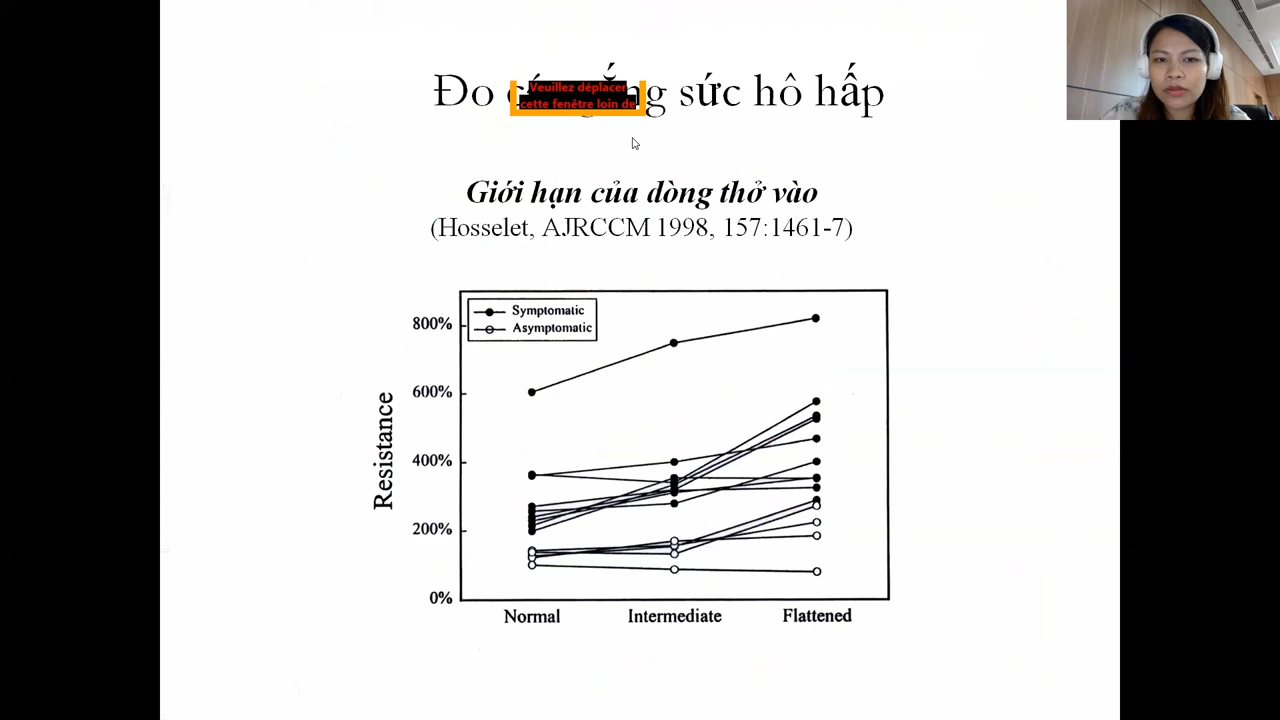 Đo sức hô hấp
Veuillez déplacer
cette fenêtre loin de
Giới hạn của dòng thở vào
(Hosselet, AJRCCM 1998, 157:1461-7)
Symptomatic
Asymptomatic
800%
600%
400%
200%
0%
Resistance
Normal Intermediate Flattened